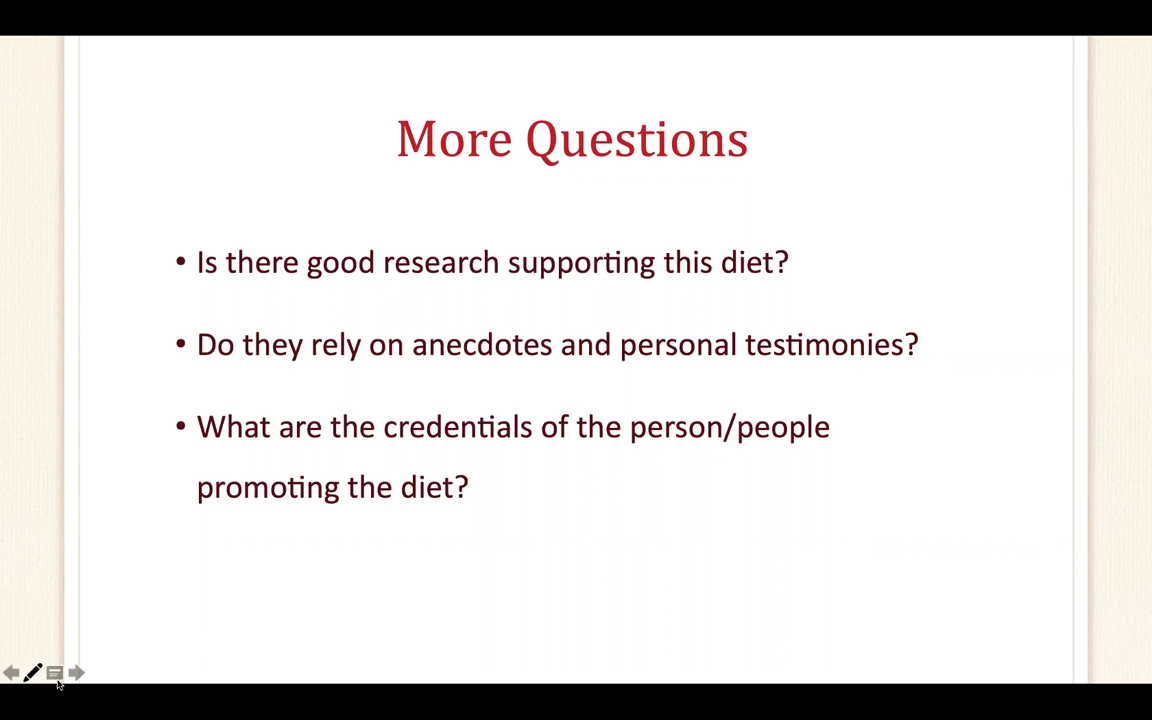 More Questions
• Is there good research supporting this diet?
• Do they rely on anecdotes and personal testimonies?
• What are the credentials of the person/people
promoting the diet?